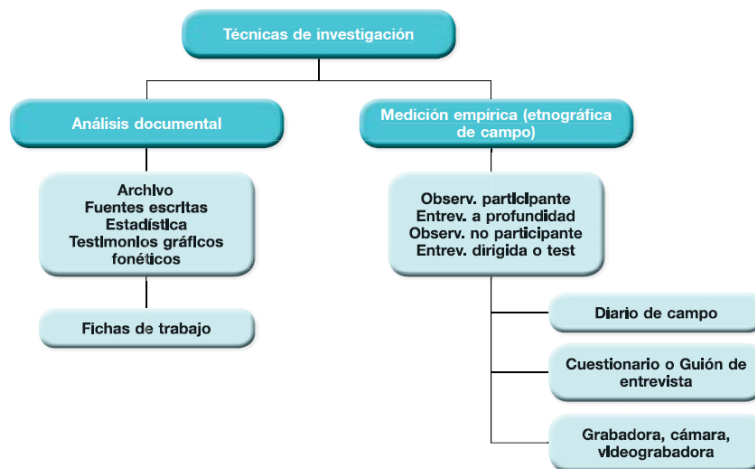 Técnicas de investigación
Análisis documental
Medición empírica (etnográfica
de campo)
Archivo
Fuentes escritas
Estadística
Testimonios gráficos
fonéticos
Observ. participante
Entrev. a profundidad
Observ. no participante
Entrev. dirigida o test
Fichas de trabajo
Diario de campo
Cuestionario o Guión de
entrevista
Grabadora, cámara,
videograbadora